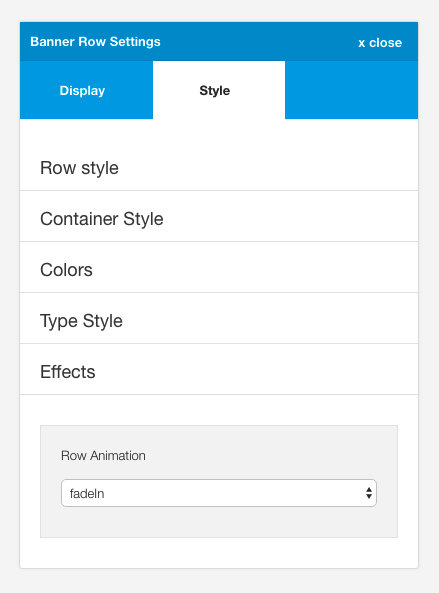 Banner Row Settings
x close
Display
Style
Row style
Container Style
Colors
Type Style
Effects
Row Animation
fadeIn